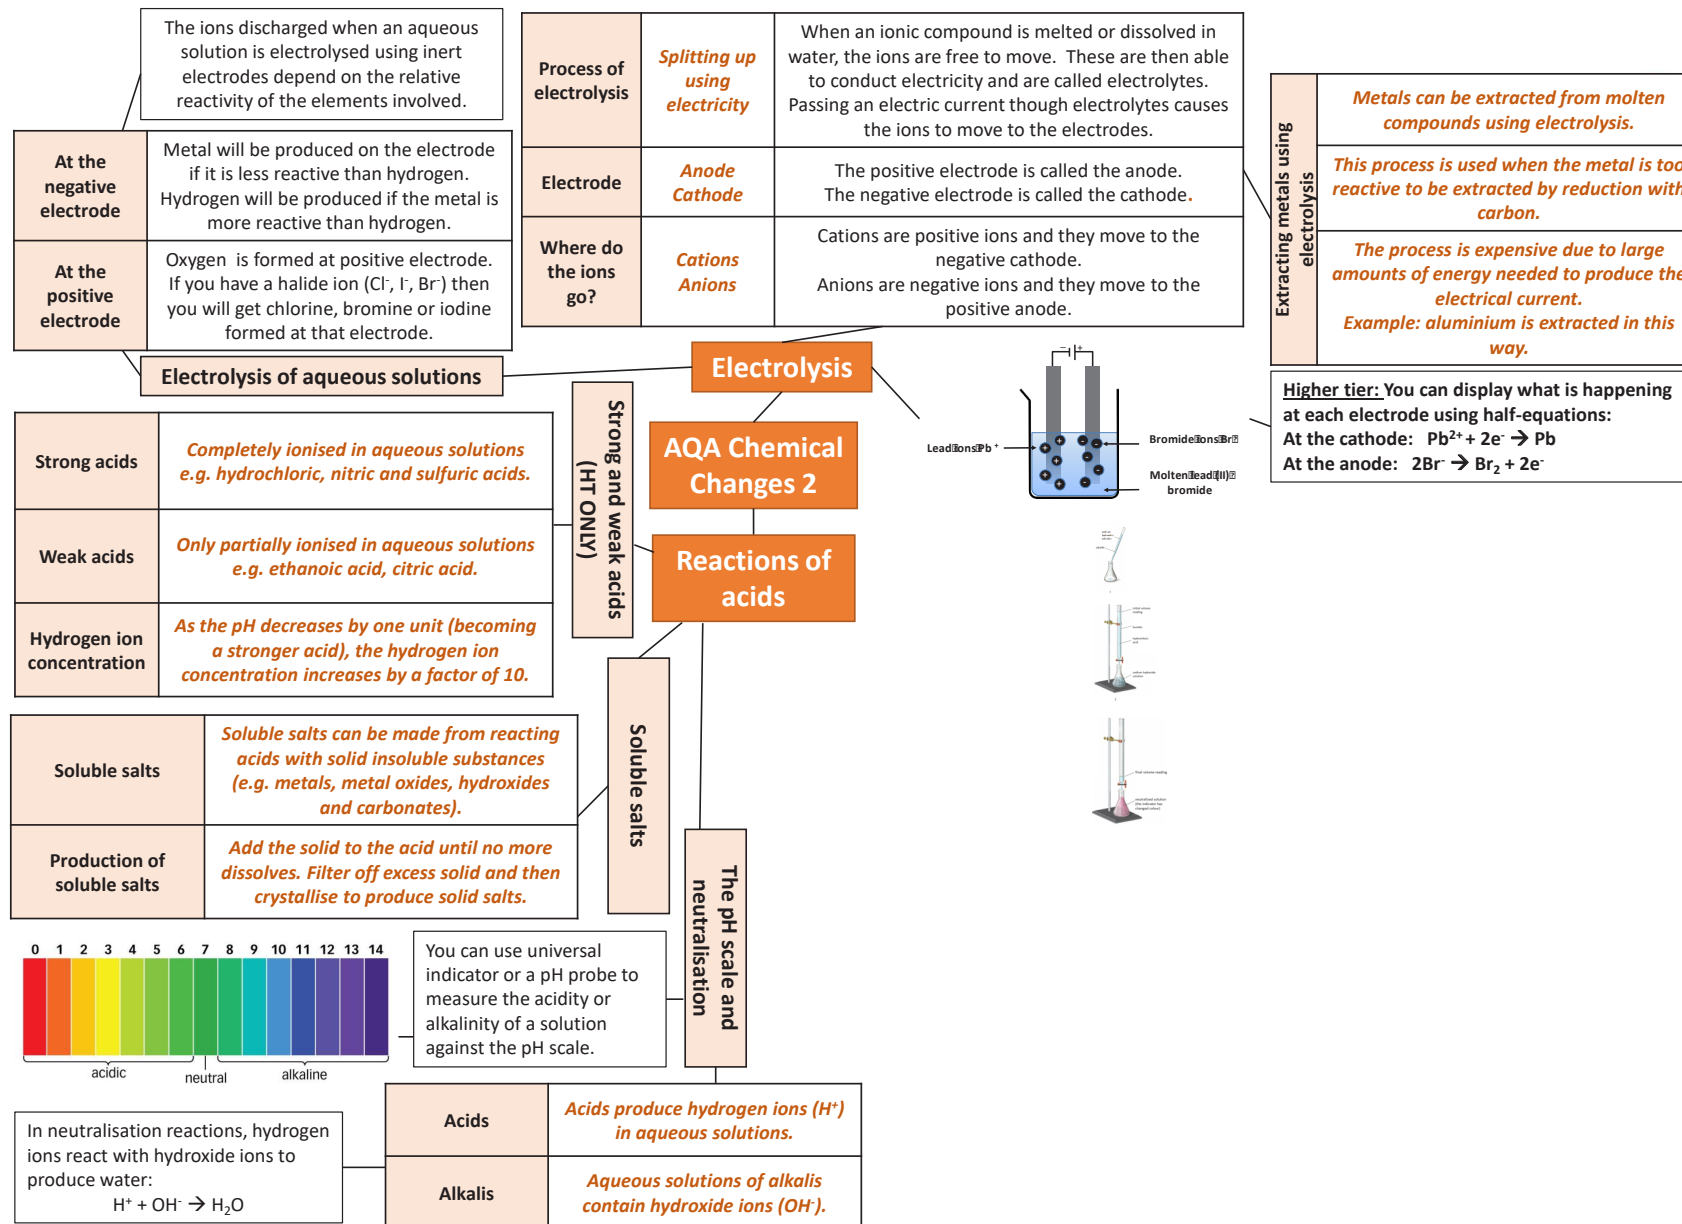 The ions discharged when an aqueous
solution is electrolysed using inert
electrodes depend on the relative
reactivity of the elements involved.
At the
negative
electrode
Metal will be produced on the electrode
if it is less reactive than hydrogen.
Hydrogen will be produced if the metal is
more reactive than hydrogen.
At the
positive
electrode
Oxygen is formed at positive electrode.
If you have a halide ion (Cl⁻, I⁻, Br⁻) then
you will get chlorine, bromine or iodine
formed at that electrode.
Electrolysis of aqueous solutions
Process of
electrolysis
Splitting up
using
electricity
When an ionic compound is melted or dissolved in
water, the ions are free to move. These are then able
to conduct electricity and are called electrolytes.
Passing an electric current though electrolytes causes
the ions to move to the electrodes.
Electrode
Anode
Cathode
The positive electrode is called the anode.
The negative electrode is called the cathode.
Where do
the ions
go?
Cations
Anions
Cations are positive ions and they move to the
negative cathode.
Anions are negative ions and they move to the
positive anode.
Extracting metals using
electrolysis
Metals can be extracted from molten
compounds using electrolysis.
This process is used when the metal is too
reactive to be extracted by reduction with
carbon.
The process is expensive due to large
amounts of energy needed to produce the
electrical current.
Example: aluminium is extracted in this
way.
Electrolysis
AQA Chemical
Changes 2
Reactions of
acids
Lead ions Pb⁺
Bromide ions Br
Molten lead (II)
bromide
Higher tier: You can display what is happening
at each electrode using half-equations:
At the cathode: Pb²⁺ + 2e⁻ → Pb
At the anode: 2Br⁻ → Br₂ + 2e⁻
Strong and weak acids
(HT ONLY)
Strong acids
Completely ionised in aqueous solutions
e.g. hydrochloric, nitric and sulfuric acids.
Weak acids
Only partially ionised in aqueous solutions
e.g. ethanoic acid, citric acid.
Hydrogen ion
concentration
As the pH decreases by one unit (becoming
a stronger acid), the hydrogen ion
concentration increases by a factor of 10.
Soluble salts
Soluble salts
Soluble salts can be made from reacting
acids with solid insoluble substances
(e.g. metals, metal oxides, hydroxides
and carbonates).
Production of
soluble salts
Add the solid to the acid until no more
dissolves. Filter off excess solid and then
crystallise to produce solid salts.
The pH scale and
neutralisation
0 1 2 3 4 5 6 7 8 9 10 11 12 13 14
acidic
neutral
alkaline
You can use universal
indicator or a pH probe to
measure the acidity or
alkalinity of a solution
against the pH scale.
Acids
Acids produce hydrogen ions (H⁺)
in aqueous solutions.
Alkalis
Aqueous solutions of alkalis
contain hydroxide ions (OH⁻).
In neutralisation reactions, hydrogen
ions react with hydroxide ions to
produce water:
H⁺ + OH⁻ → H₂O
initial volume
reading
final volume reading
neutralised solution
(the indicator has
changed colour)